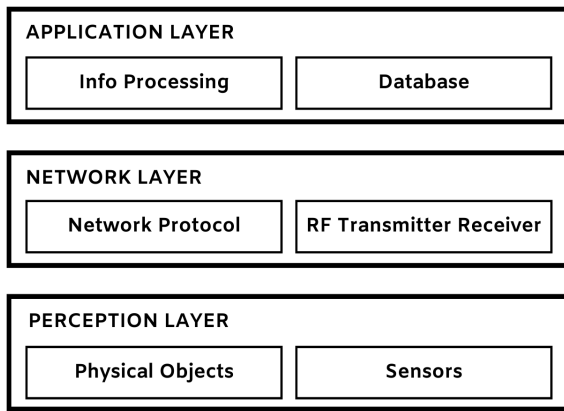 APPLICATION LAYER
Info Processing
Database
NETWORK LAYER
Network Protocol
RF Transmitter Receiver
PERCEPTION LAYER
Physical Objects
Sensors